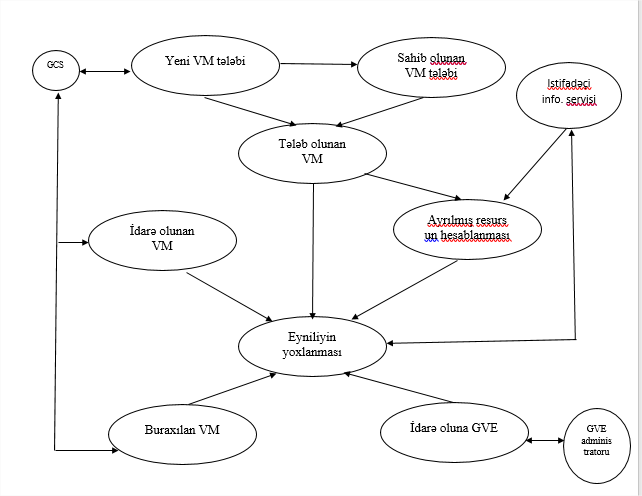 GCS
Yeni VM tələbi
Sahib olunan
VM tələbi
Istifadəçi
info. servisi
Tələb olunan
VM
İdarə olunan
VM
Ayrılmış resurs
un hesablanması
Eyniliyin
yoxlanması
Buraxılan VM
İdarə oluna GVE
GVE
adminis
tratoru